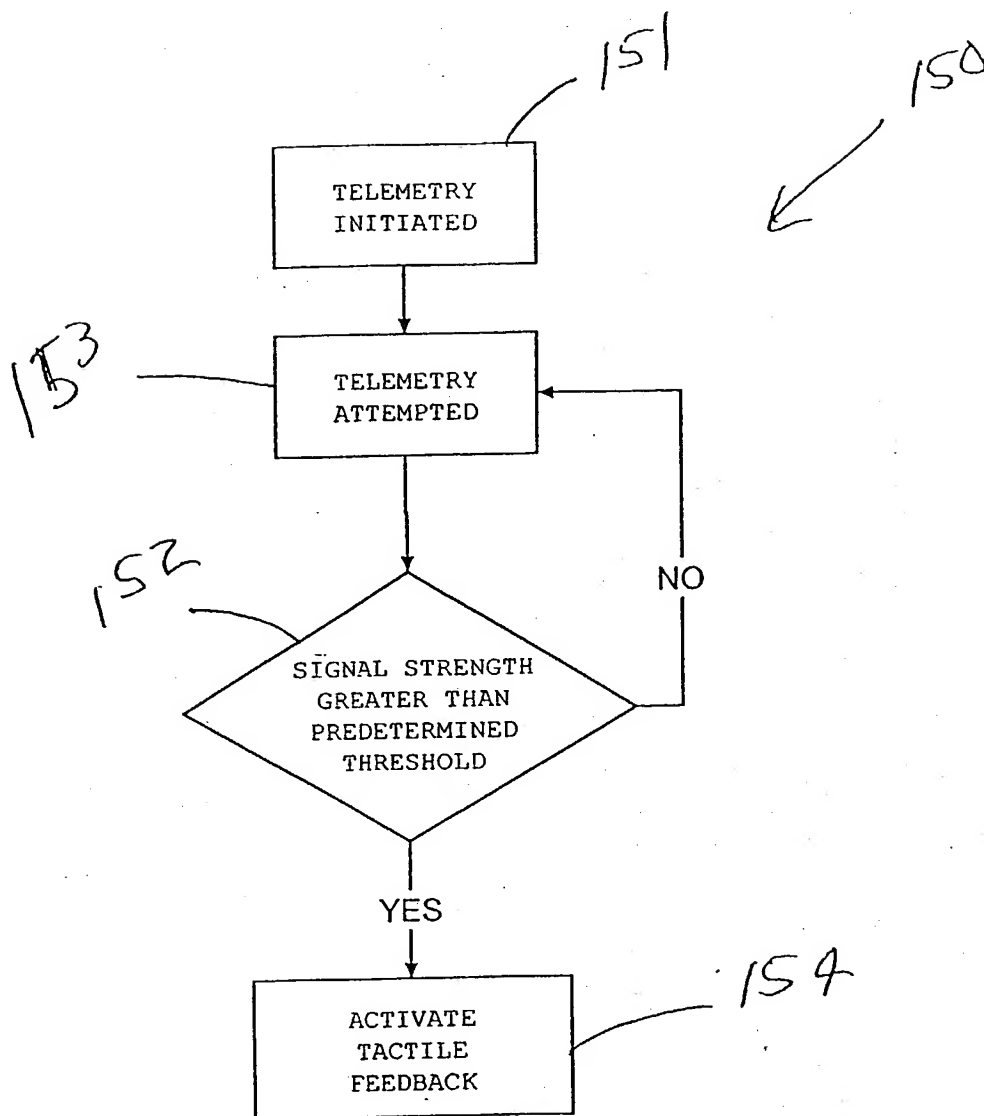 151
150
TELEMETRY
INITIATED
153
TELEMETRY
ATTEMPTED
152
NO
SIGNAL STRENGTH
GREATER THAN
PREDETERMINED
THRESHOLD
YES
154
ACTIVATE
TACTILE
FEEDBACK